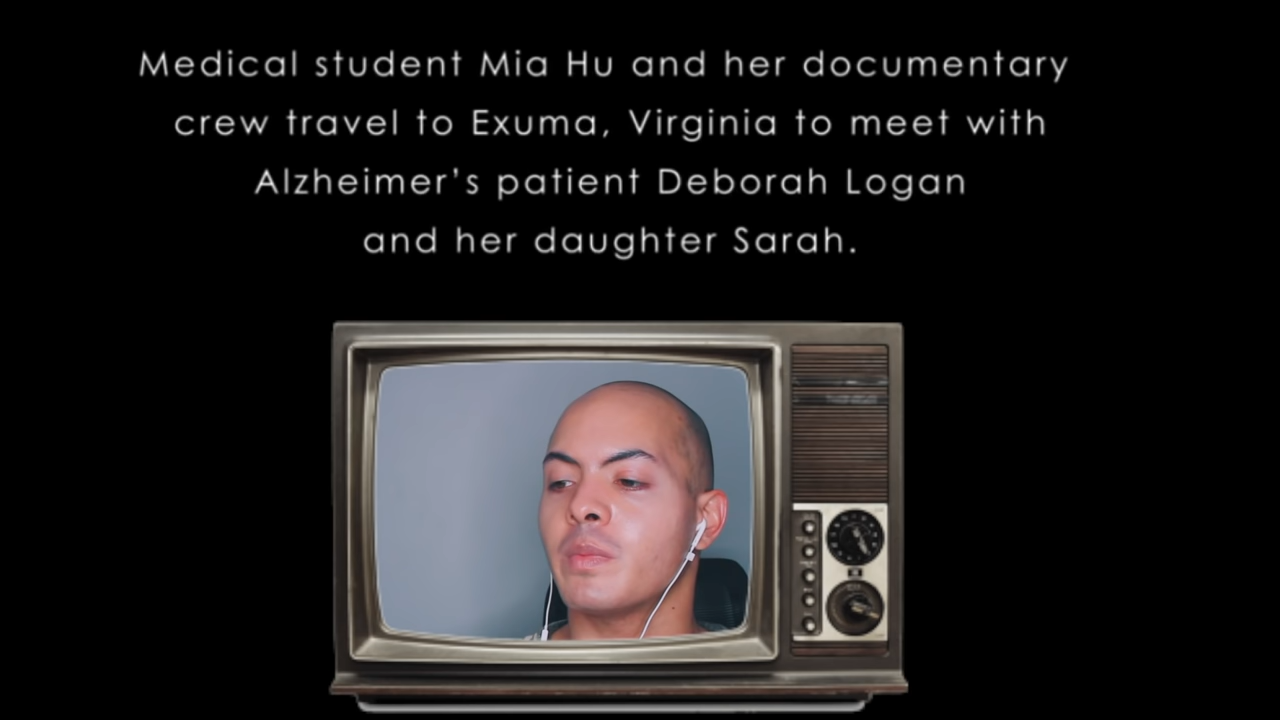 Medical student Mia Hu and her documentary
crew travel to Exuma, Virginia to meet with
Alzheimer’s patient Deborah Logan
and her daughter Sarah.